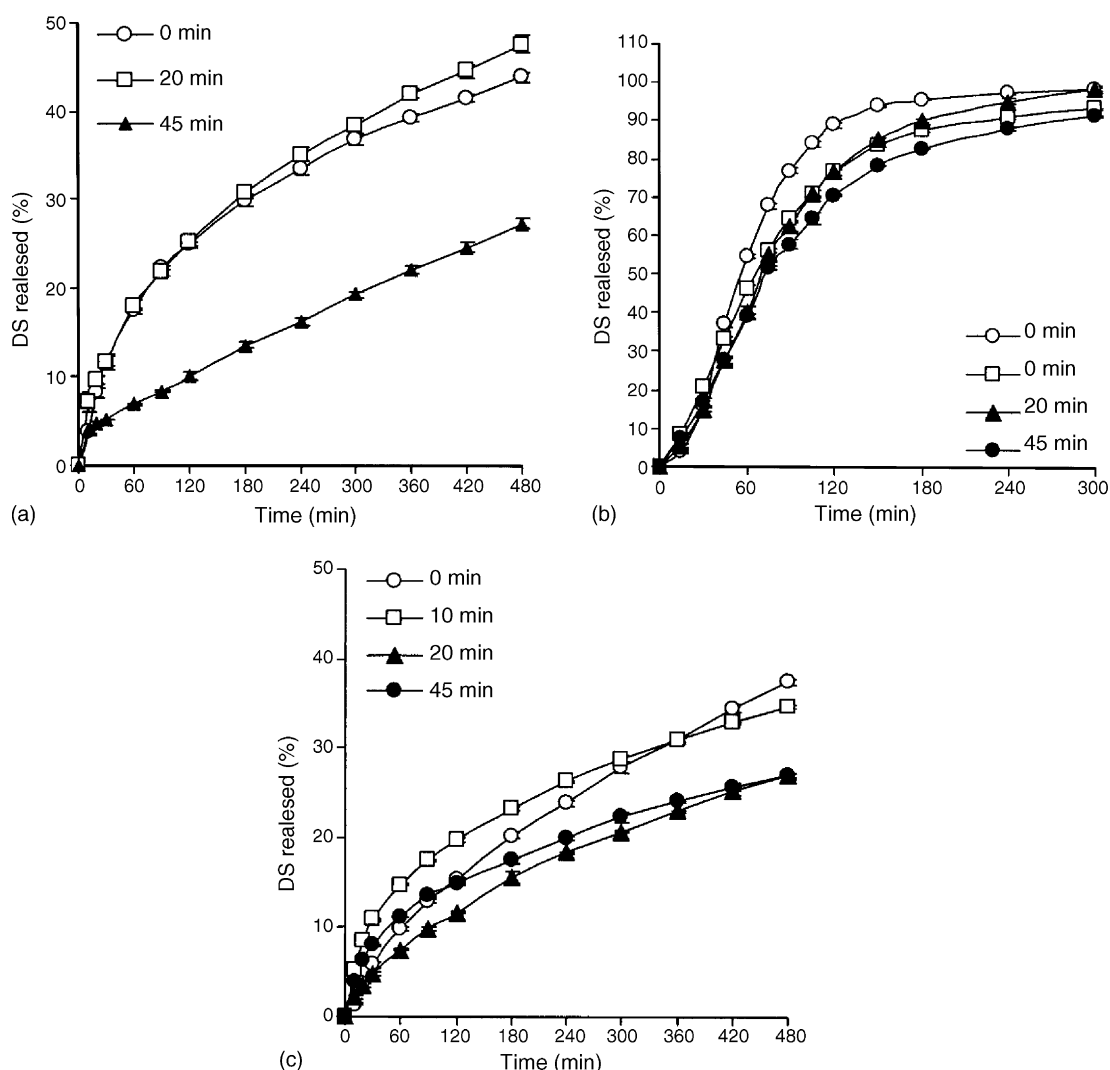 50
40
30
20
10
0
DS realesed (%)
0 min
20 min
45 min
0 60 120 180 240 300 360 420 480
Time (min)
(a)
110
100
90
80
70
60
50
40
30
20
10
0
DS realesed (%)
0 min
0 min
20 min
45 min
0 60 120 180 240 300
Time (min)
(b)
50
40
30
20
10
0
DS realesed (%)
0 min
10 min
20 min
45 min
0 60 120 180 240 300 360 420 480
Time (min)
(c)